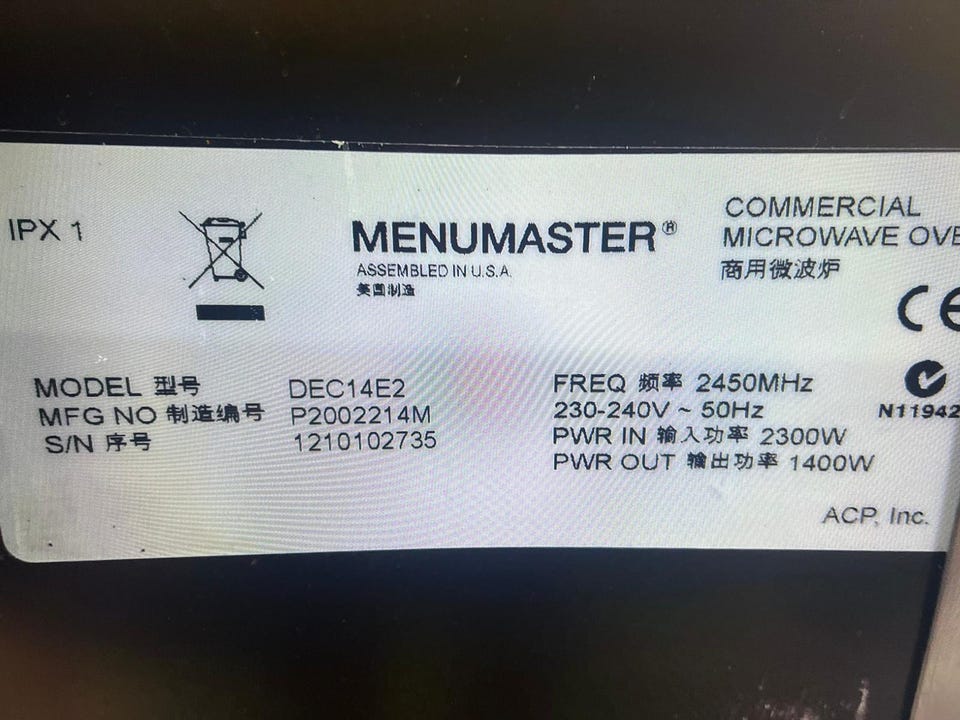 IPX 1
MENUMASTER®
ASSEMBLED IN U.S.A.
美国制造
COMMERCIAL
MICROWAVE OVE
商用微波炉
CE
N11942
MODEL 型号 DEC14E2
MFG NO 制造编号 P2002214M
S/N 序号 1210102735
FREQ 频率 2450MHz
230-240V ~ 50Hz
PWR IN 输入功率 2300W
PWR OUT 输出功率 1400W
ACP, Inc.